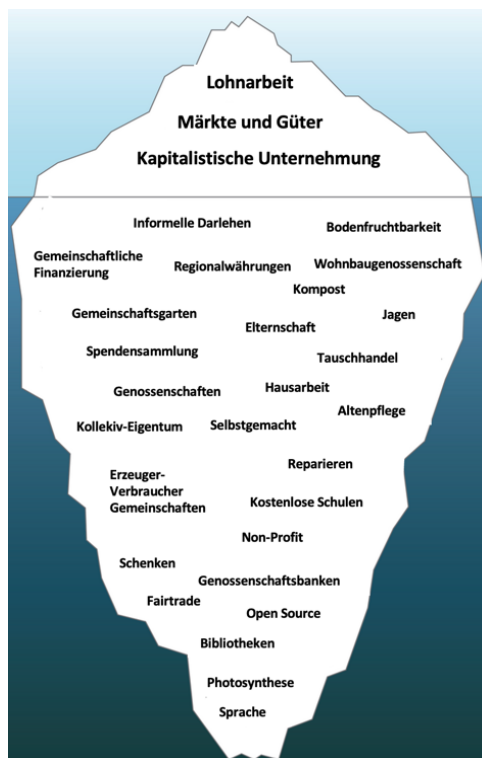 Lohnarbeit
Märkte und Güter
Kapitalistische Unternehmung
Informelle Darlehen
Bodenfruchtbarkeit
Gemeinschaftliche
Finanzierung
Regionalwährungen
Wohnbaugenossenschaft
Kompost
Gemeinschaftsgarten
Jagen
Elternschaft
Spendensammlung
Tauschhandel
Genossenschaften
Hausarbeit
Altenpflege
Kollekiv-Eigentum
Selbstgemacht
Reparieren
Erzeuger-
Verbraucher
Gemeinschaften
Kostenlose Schulen
Non-Profit
Schenken
Genossenschaftsbanken
Fairtrade
Open Source
Bibliotheken
Photosynthese
Sprache